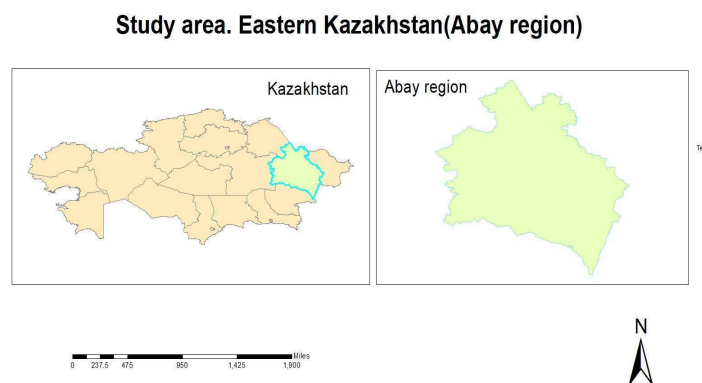 Study area. Eastern Kazakhstan(Abay region)
Kazakhstan
Abay region
Te
N
Miles
0 237.5 475 950 1,425 1,900